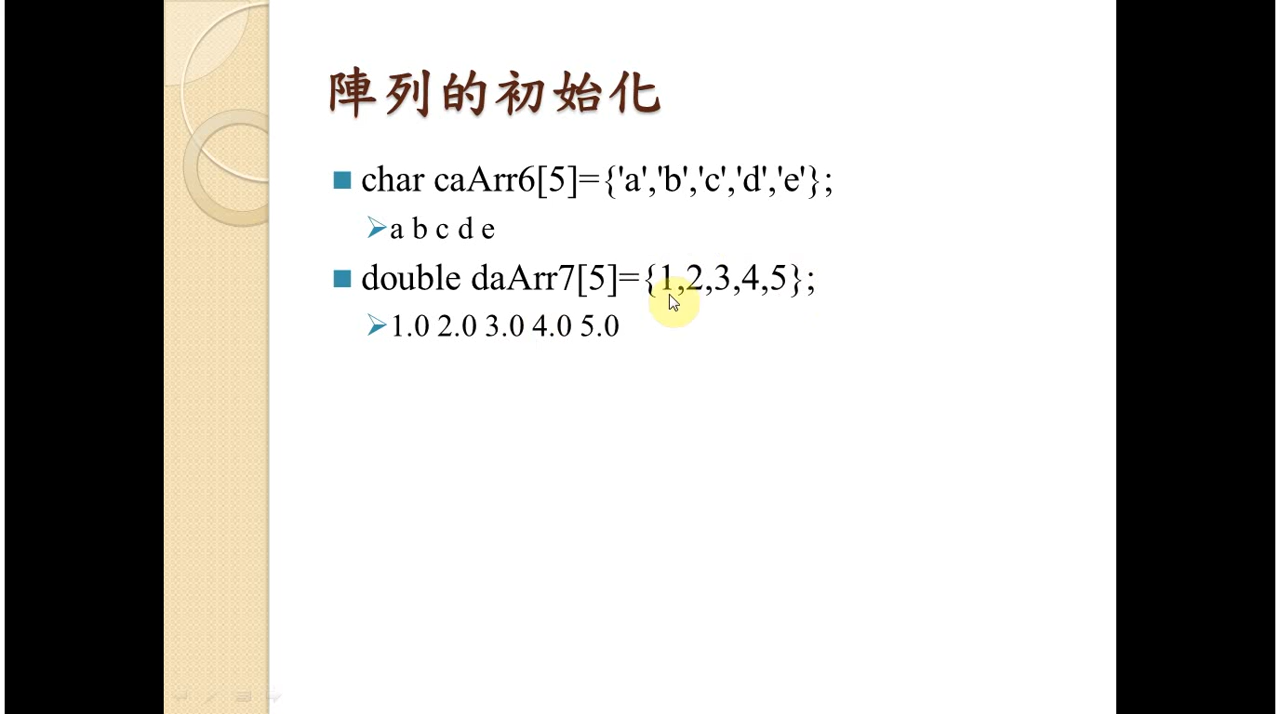 陣列的初始化
char caArr6[5]={'a','b','c','d','e'};
a b c d e
double daArr7[5]={1,2,3,4,5};
1.0 2.0 3.0 4.0 5.0